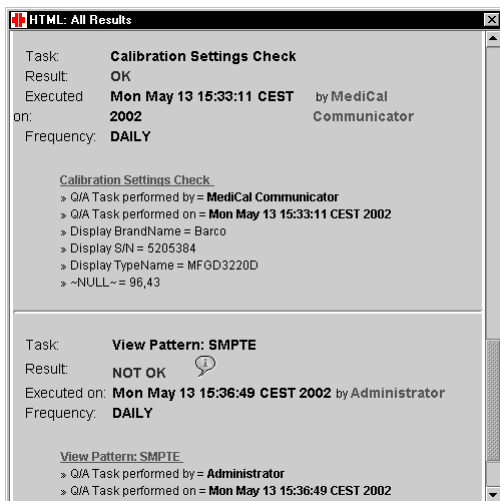 HTML: All Results
Task: Calibration Settings Check
Result: OK
Executed on: Mon May 13 15:33:11 CEST 2002 by MediCal Communicator
Frequency: DAILY
Calibration Settings Check
» Q/A Task performed by = MediCal Communicator
» Q/A Task performed on = Mon May 13 15:33:11 CEST 2002
» Display BrandName = Barco
» Display S/N = 5205384
» Display TypeName = MFGD3220D
» ~NULL~ = 96,43
Task: View Pattern: SMPTE
Result: NOT OK
Executed on: Mon May 13 15:36:49 CEST 2002 by Administrator
Frequency: DAILY
View Pattern: SMPTE
» Q/A Task performed by = Administrator
» Q/A Task performed on = Mon May 13 15:36:49 CEST 2002